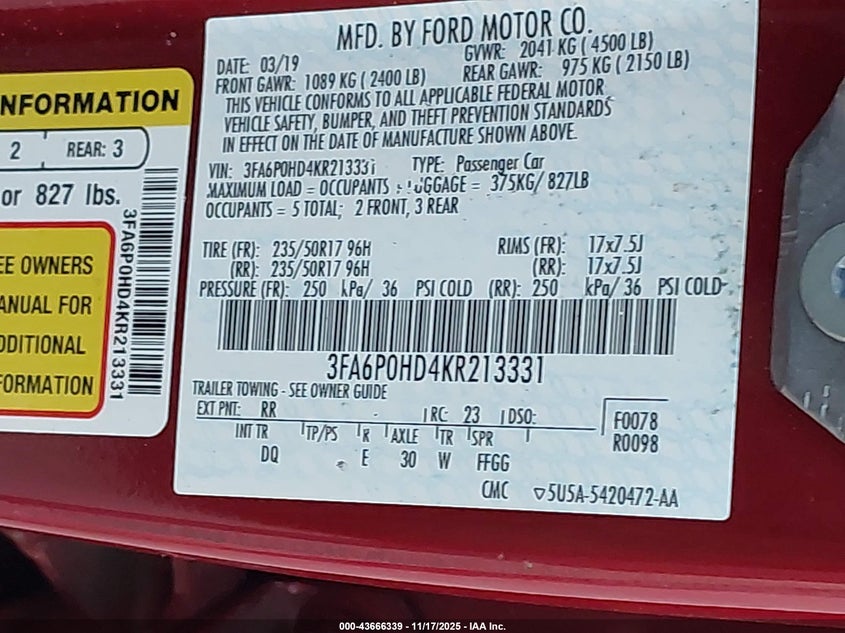 NFORMATION
2 REAR: 3
or 827 lbs.
EE OWNERS
ANUAL FOR
DDITIONAL
FORMATION
3FA6P0HD4KR213331
MFD. BY FORD MOTOR CO.
DATE: 03/19 GVWR: 2041 KG ( 4500 LB)
FRONT GAWR: 1089 KG ( 2400 LB) REAR GAWR: 975 KG ( 2150 LB)
THIS VEHICLE CONFORMS TO ALL APPLICABLE FEDERAL MOTOR
VEHICLE SAFETY, BUMPER, AND THEFT PREVENTION STANDARDS
IN EFFECT ON THE DATE OF MANUFACTURE SHOWN ABOVE.
VIN: 3FA6P0HD4KR213331 TYPE: Passenger Car
MAXIMUM LOAD = OCCUPANTS + LUGGAGE = 375KG/ 827LB
OCCUPANTS = 5 TOTAL; 2 FRONT, 3 REAR
TIRE (FR): 235/50R17 96H RIMS (FR): 17x7.5J
(RR): 235/50R17 96H (RR): 17x7.5J
PRESSURE (FR): 250 kPa/ 36 PSI COLD (RR): 250 kPa/ 36 PSI COLD
3FA6P0HD4KR213331
TRAILER TOWING - SEE OWNER GUIDE
EXT PNT: RR RC: 23 DSO: F0078
INT TR TP/PS R AXLE TR SPR R0098
DQ E 30 W FFGG
CMC ▽5U5A-5420472-AA
000-43666339 - 11/17/2025 - IAA Inc.